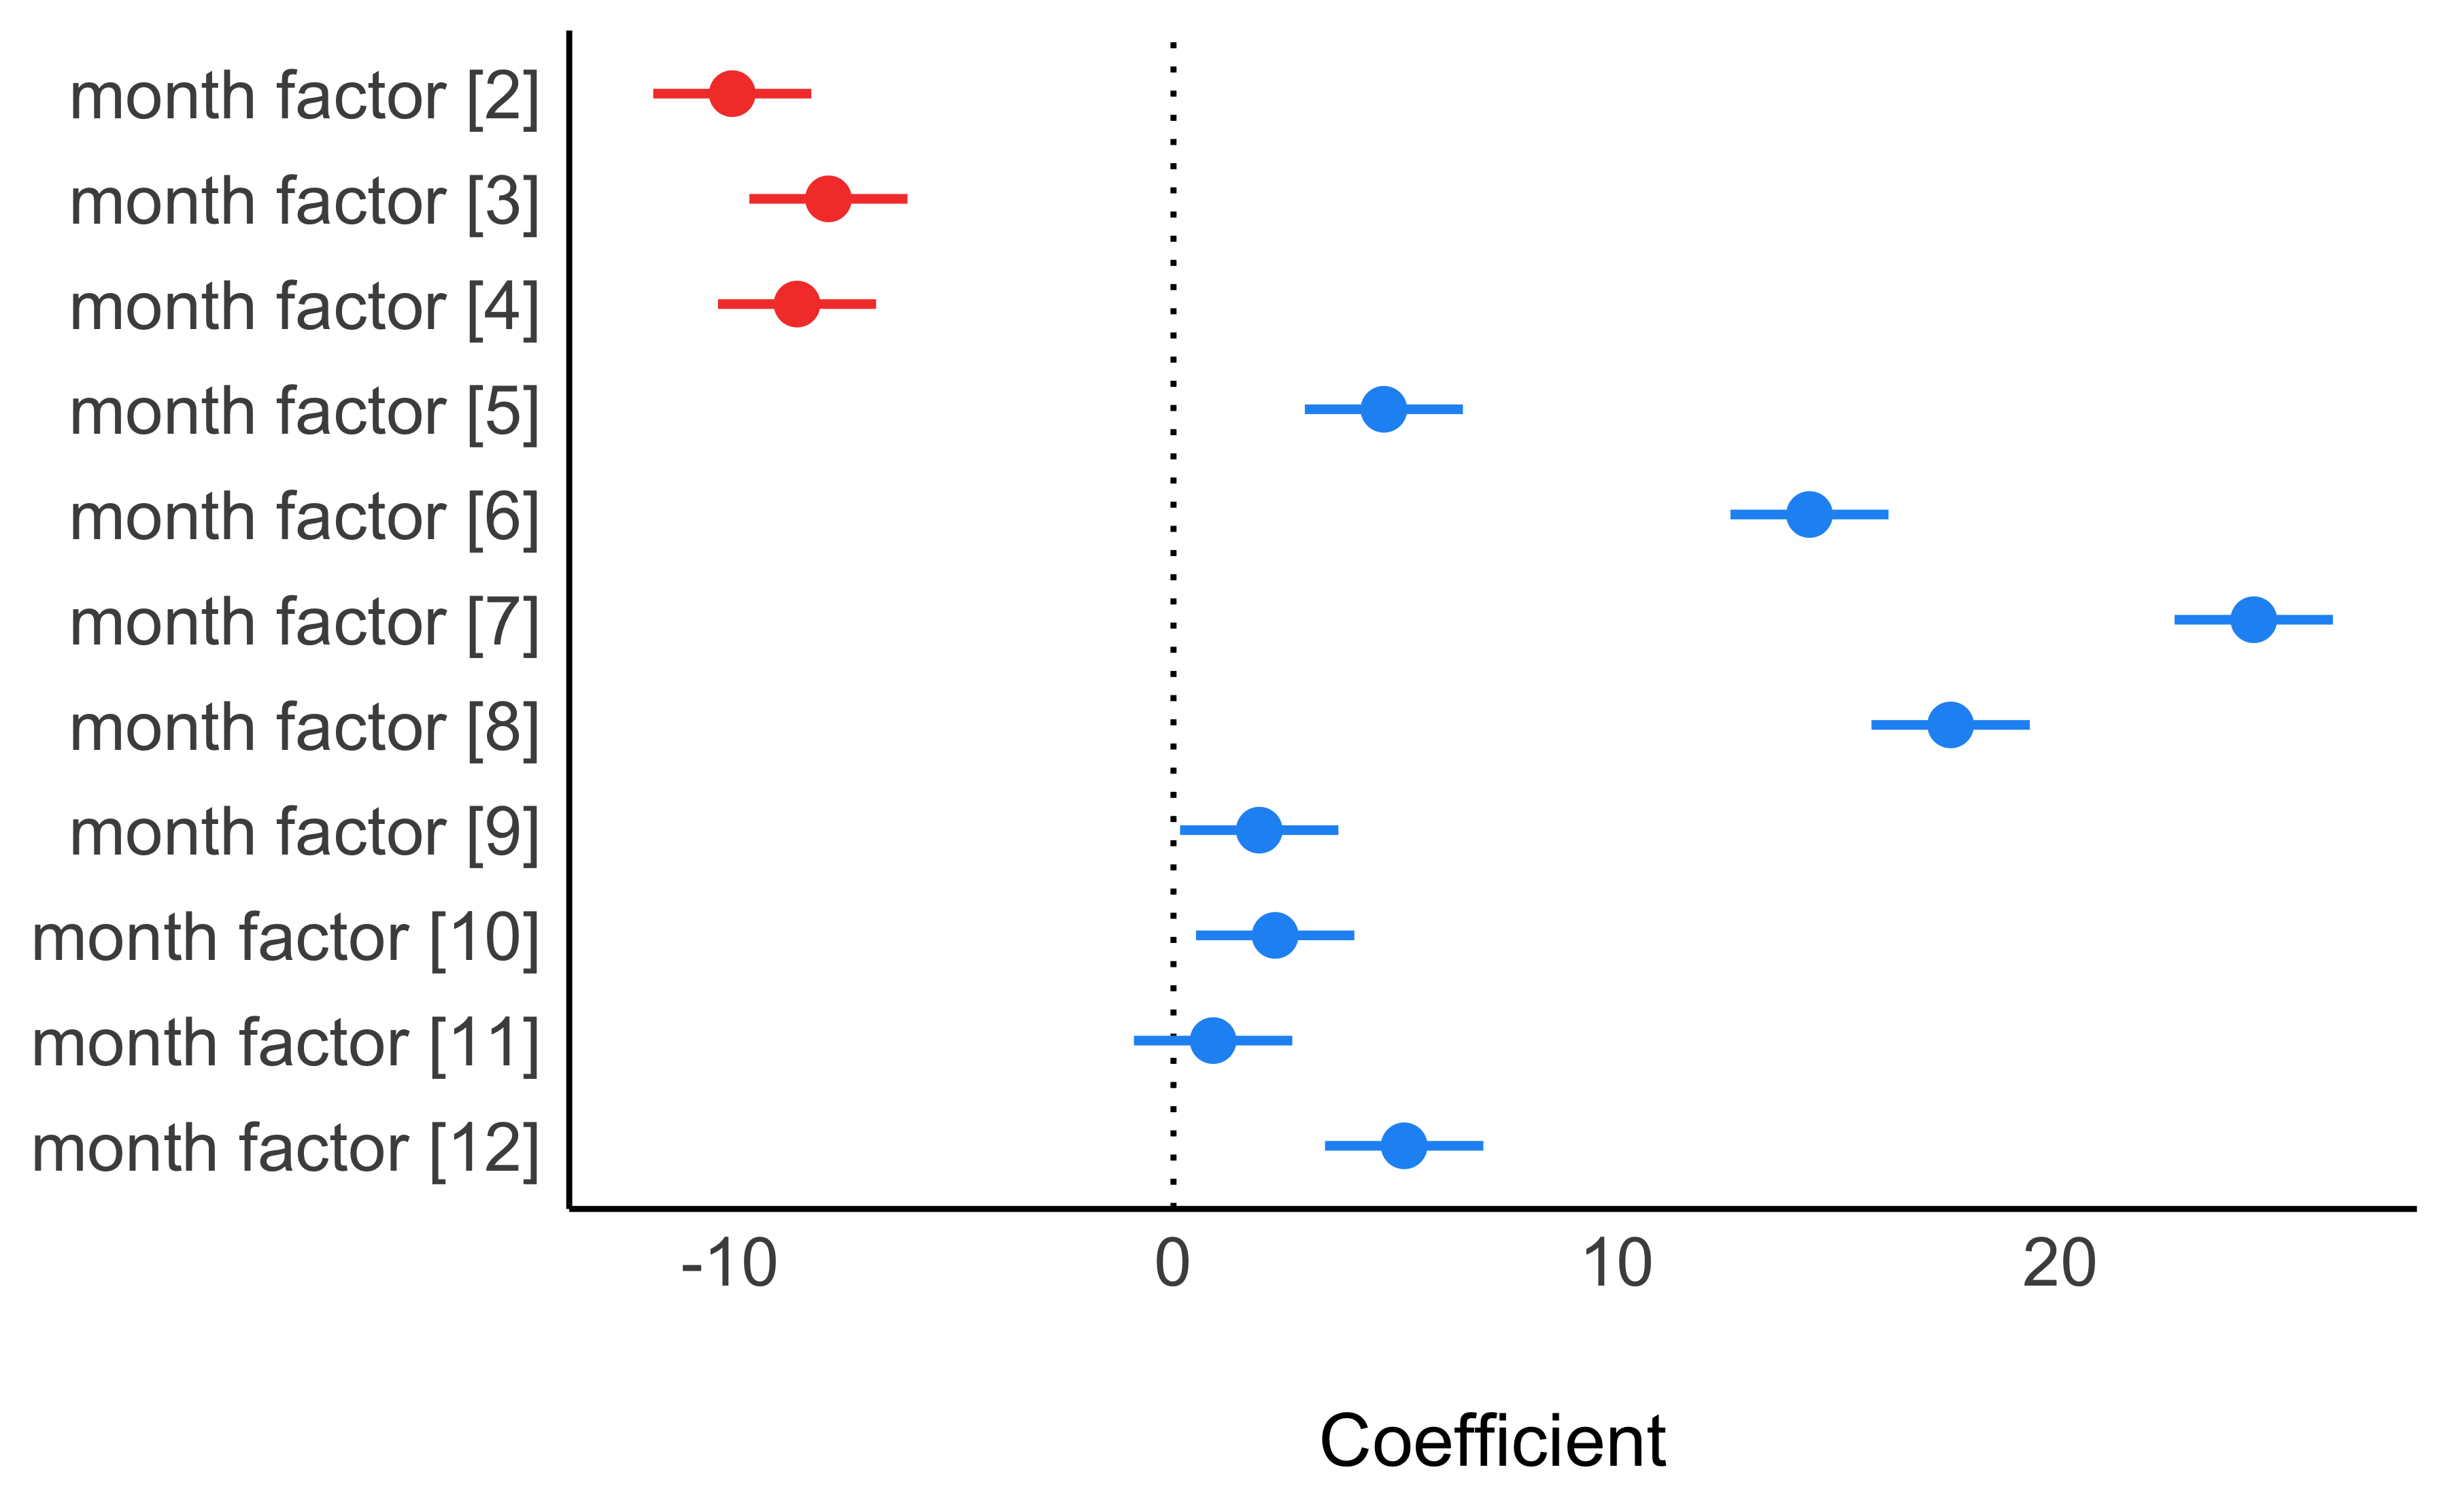 month factor [2]
month factor [3]
month factor [4]
month factor [5]
month factor [6]
month factor [7]
month factor [8]
month factor [9]
month factor [10]
month factor [11]
month factor [12]
-10 0 10 20
Coefficient